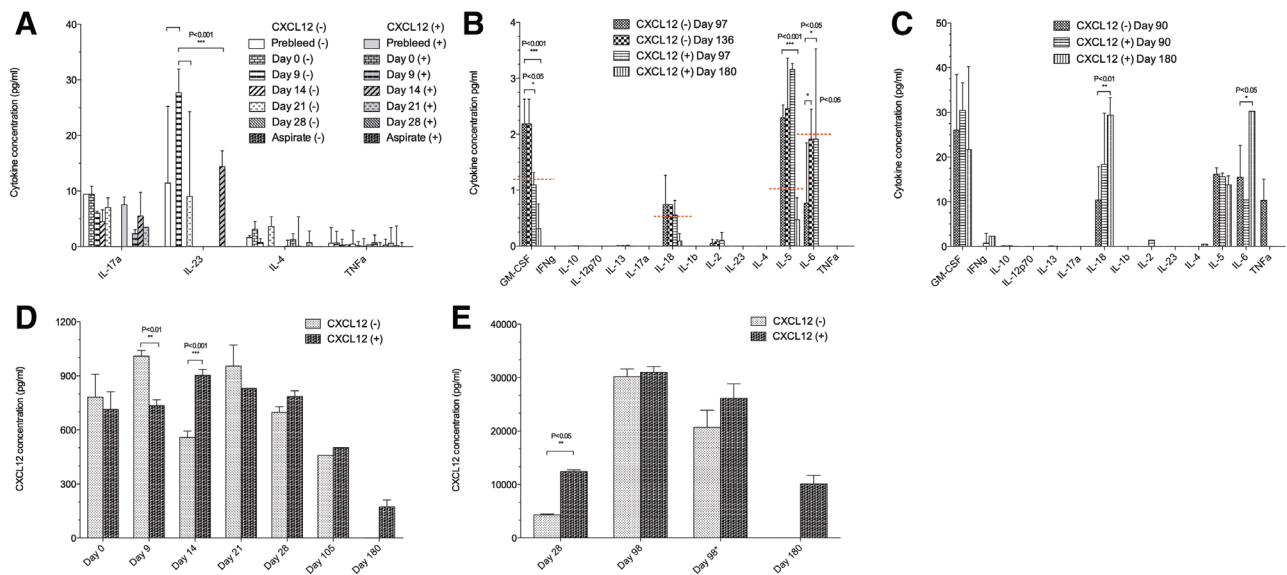 A
Cytokine concentration (pg/ml)
40
30
20
10
0
P<0.001
***
CXCL12 (-)
Prebleed (-)
Day 0 (-)
Day 9 (-)
Day 14 (-)
Day 21 (-)
Day 28 (-)
Aspirate (-)
CXCL12 (+)
Prebleed (+)
Day 0 (+)
Day 9 (+)
Day 14 (+)
Day 21 (+)
Day 28 (+)
Aspirate (+)
IL-17a
IL-23
IL-4
TNFa
B
Cytokine concentration (pg/ml)
4
3
2
1
0
CXCL12 (-) Day 97
CXCL12 (-) Day 136
CXCL12 (+) Day 97
CXCL12 (+) Day 180
P<0.001
***
P<0.05
*
P<0.001
***
P<0.05
*
*
P<0.05
GM-CSF
IFNg
IL-10
IL-12p70
IL-13
IL-17a
IL-18
IL-1b
IL-2
IL-23
IL-4
IL-5
IL-6
TNFa
C
Cytokine concentration (pg/ml)
50
40
30
20
10
0
CXCL12 (-) Day 90
CXCL12 (+) Day 90
CXCL12 (+) Day 180
P<0.01
**
P<0.05
*
GM-CSF
IFNg
IL-10
IL-12p70
IL-13
IL-17a
IL-18
IL-1b
IL-2
IL-23
IL-4
IL-5
IL-6
TNFa
D
CXCL12 concentration (pg/ml)
1200
900
600
300
0
CXCL12 (-)
CXCL12 (+)
P<0.01
**
P<0.001
***
Day 0
Day 9
Day 14
Day 21
Day 28
Day 105
Day 180
E
CXCL12 concentration (pg/ml)
40000
30000
20000
10000
0
CXCL12 (-)
CXCL12 (+)
P<0.05
**
Day 28
Day 98
Day 98*
Day 180